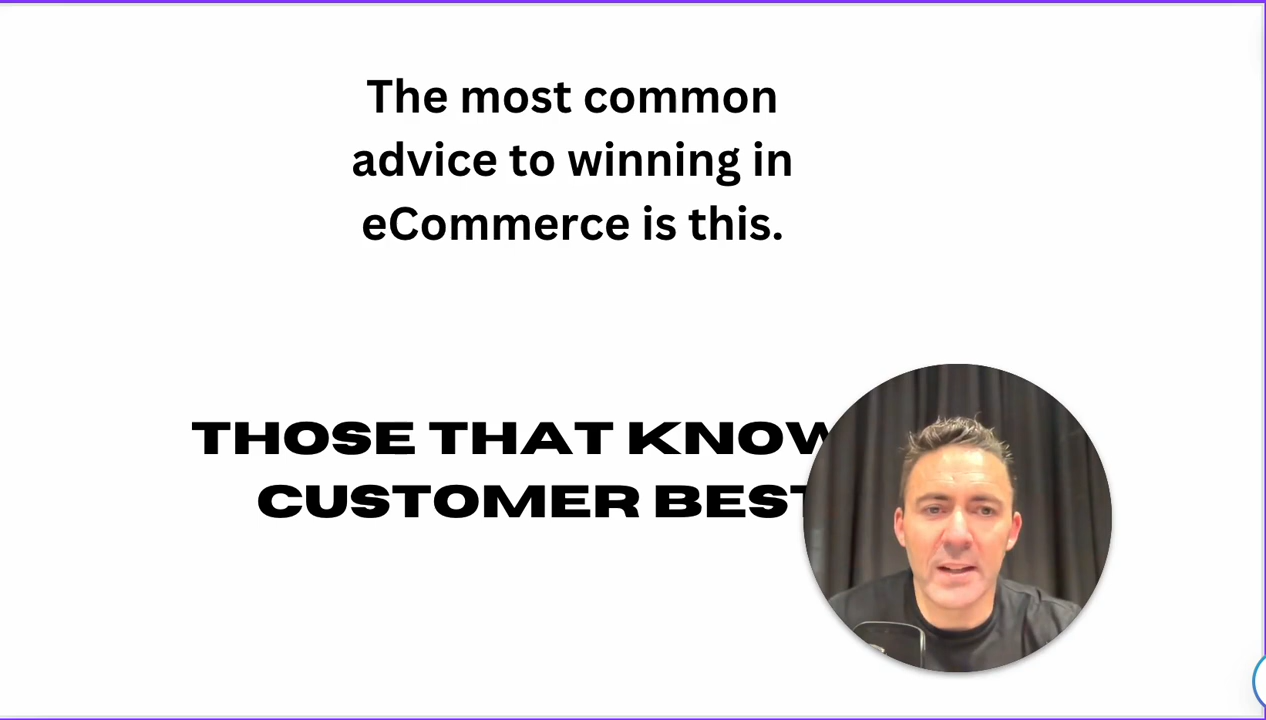 The most common
advice to winning in
eCommerce is this.
THOSE THAT KNOW
CUSTOMER BEST